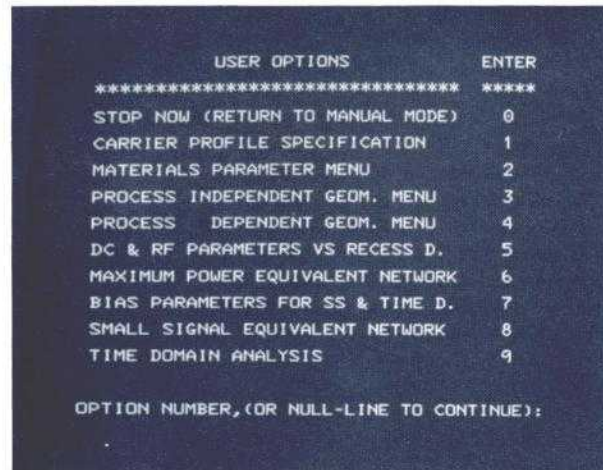 USER OPTIONS ENTER
*********************************** *****
STOP NOW (RETURN TO MANUAL MODE) 0
CARRIER PROFILE SPECIFICATION 1
MATERIALS PARAMETER MENU 2
PROCESS INDEPENDENT GEOM. MENU 3
PROCESS DEPENDENT GEOM. MENU 4
DC & RF PARAMETERS VS RECESS D. 5
MAXIMUM POWER EQUIVALENT NETWORK 6
BIAS PARAMETERS FOR SS & TIME D. 7
SMALL SIGNAL EQUIVALENT NETWORK 8
TIME DOMAIN ANALYSIS 9
OPTION NUMBER,(OR NULL-LINE TO CONTINUE):
.